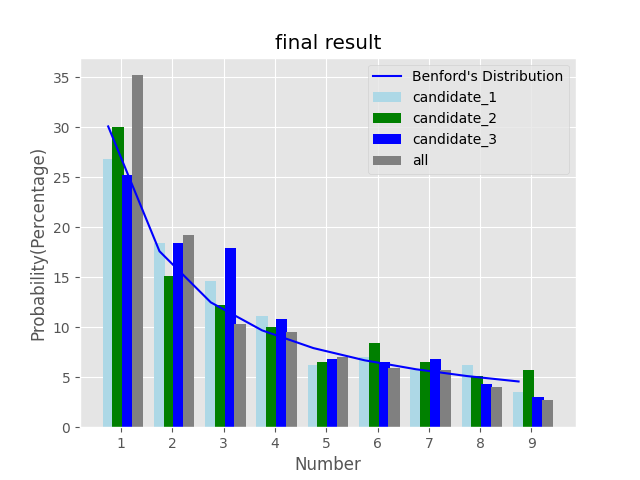 final result
Benford's Distribution
candidate_1
candidate_2
candidate_3
all
Probability(Percentage)
35
30
25
20
15
10
5
0
1 2 3 4 5 6 7 8 9
Number